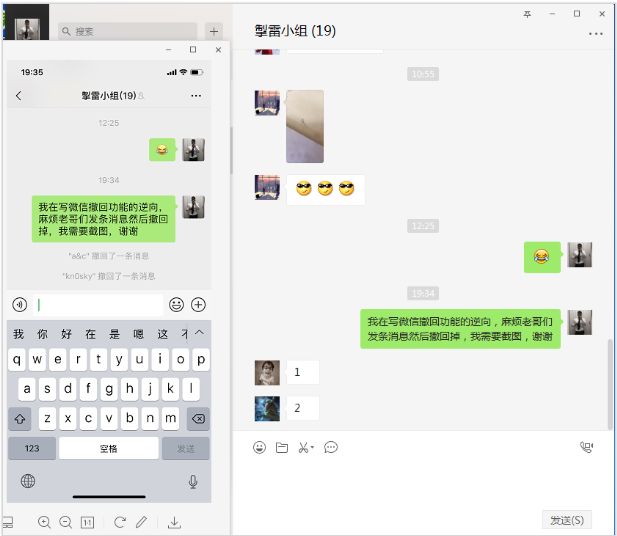 搜索
19:35
掣雷小组(19)
12:25
19:34
我在写微信撤回功能的逆向，
麻烦老哥们发条消息然后撤回
掉，我需要截图，谢谢
"a&c" 撤回了一条消息
"kn0sky" 撤回了一条消息
我 你 好 在 是 嗯 这 不
q w e r t y u i o p
a s d f g h j k l
z x c v b n m
123 空格 发送
1:1
掣雷小组 (19)
10:55
12:25
19:34
我在写微信撤回功能的逆向，麻烦老哥们
发条消息然后撤回掉，我需要截图，谢谢
1
2
发送(S)